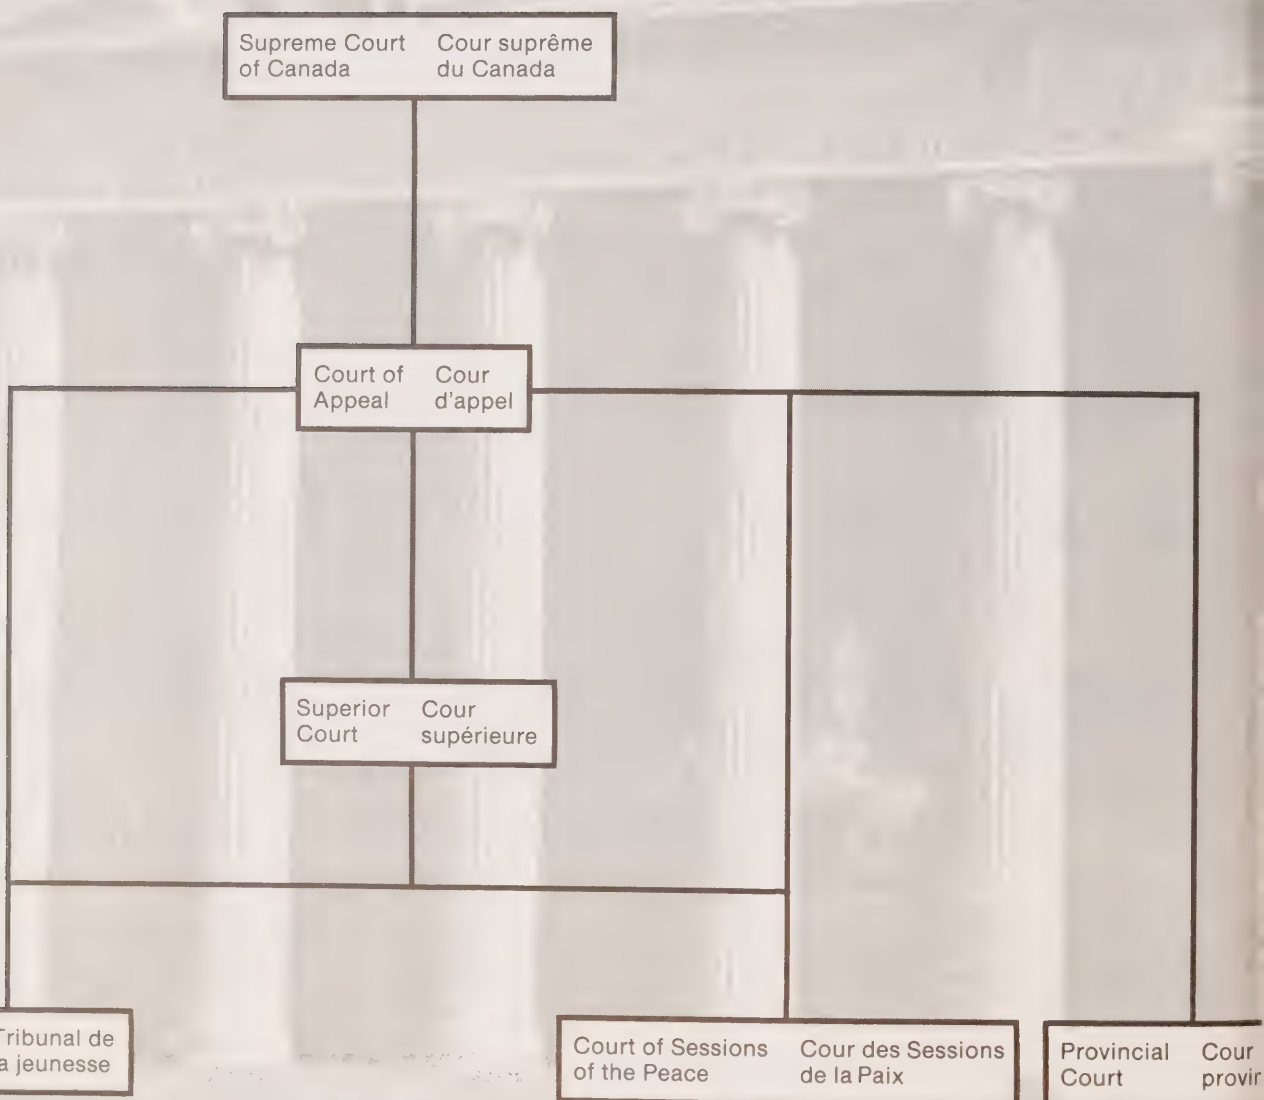 Supreme Court
of Canada
Cour suprême
du Canada
Court of
Appeal
Cour
d'appel
Superior
Court
Cour
supérieure
Tribunal de
a jeunesse
Court of Sessions
of the Peace
Cour des Sessions
de la Paix
Provincial
Court
Cour
provin